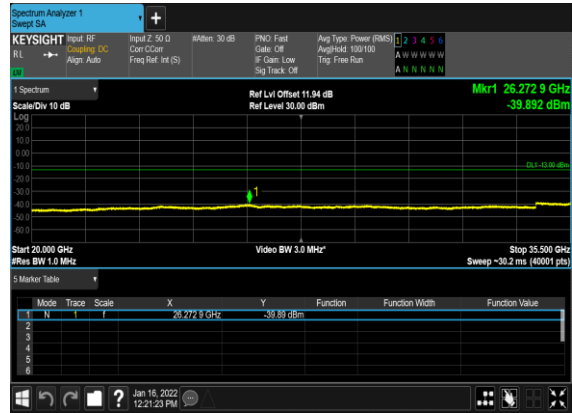 Spectrum Analyzer 1
Swept SA
+
KEYSIGHT Input: RF Input Z: 50 Ω #Atten: 30 dB PNO: Fast Avg Type: Power (RMS) 1 2 3 4 5 6
RL Coupling: DC Corr CCorr Gate: Off Avg|Hold: 100/100 A W W W W W
Align: Auto Freq Ref: Int (S) IF Gain: Low Trig: Free Run
Sig Track: Off A N N N N N
1 Spectrum Ref Lvl Offset 11.94 dB Mkr1 26.272 9 GHz
Scale/Div 10 dB Ref Level 30.00 dBm -39.892 dBm
Log
20.0
10.0
0.00
-10.0
DL1 -13.00 dBm
-20.0
-30.0
1
-40.0
-50.0
-60.0
Start 20.000 GHz Video BW 3.0 MHz* Stop 35.500 GHz
#Res BW 1.0 MHz Sweep ~30.2 ms (40001 pts)
5 Marker Table
Mode Trace Scale X Y Function Function Width Function Value
1 N 1 f 26.272 9 GHz -39.89 dBm
2
3
4
5
6
? Jan 16, 2022
12:21:23 PM